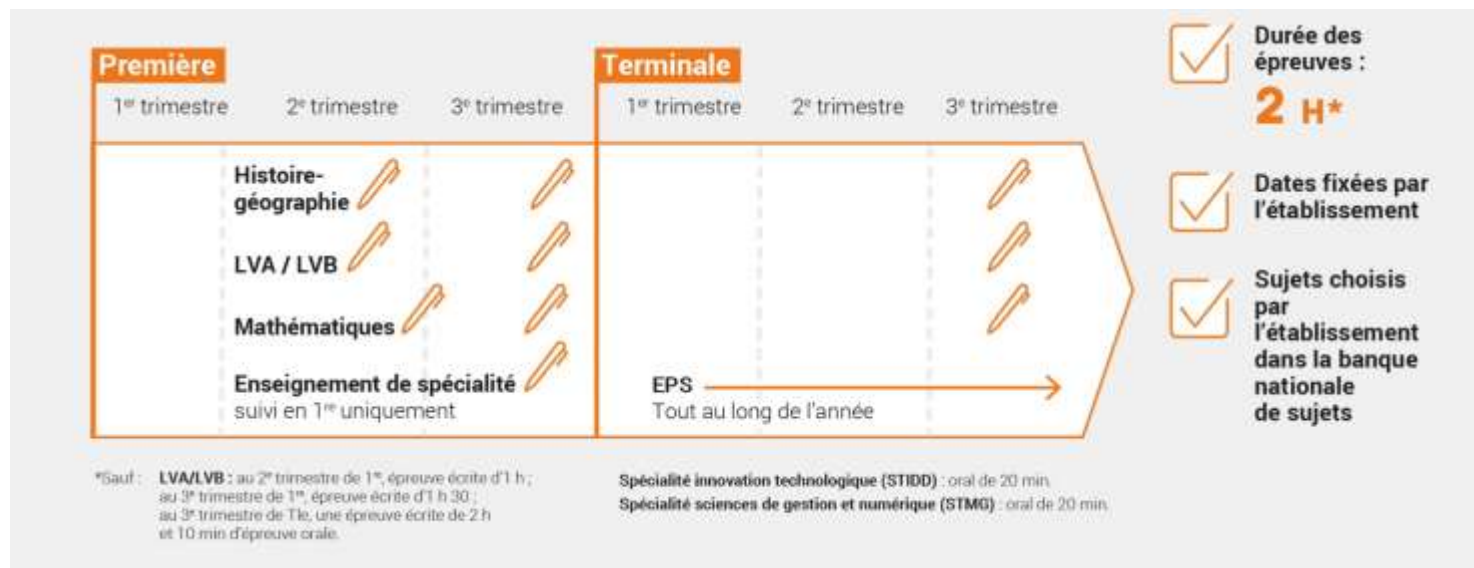 Première
1er trimestre 2e trimestre 3e trimestre
Histoire-
géographie
LVA / LVB
Mathématiques
Enseignement de spécialité
suivi en 1re uniquement
Terminale
1er trimestre 2e trimestre 3e trimestre
EPS
Tout au long de l'année
Durée des
épreuves :
2 H*
Dates fixées par
l'établissement
Sujets choisis
par
l'établissement
dans la banque
nationale
de sujets
*Sauf : LVA/LVB : au 2e trimestre de 1re, épreuve écrite d'1 h ;
au 3e trimestre de 1re, épreuve écrite d'1 h 30 ;
au 3e trimestre de Tle, une épreuve écrite de 2 h
et 10 min d'épreuve orale.
Spécialité innovation technologique (STIDD) : oral de 20 min.
Spécialité sciences de gestion et numérique (STMG) : oral de 20 min.